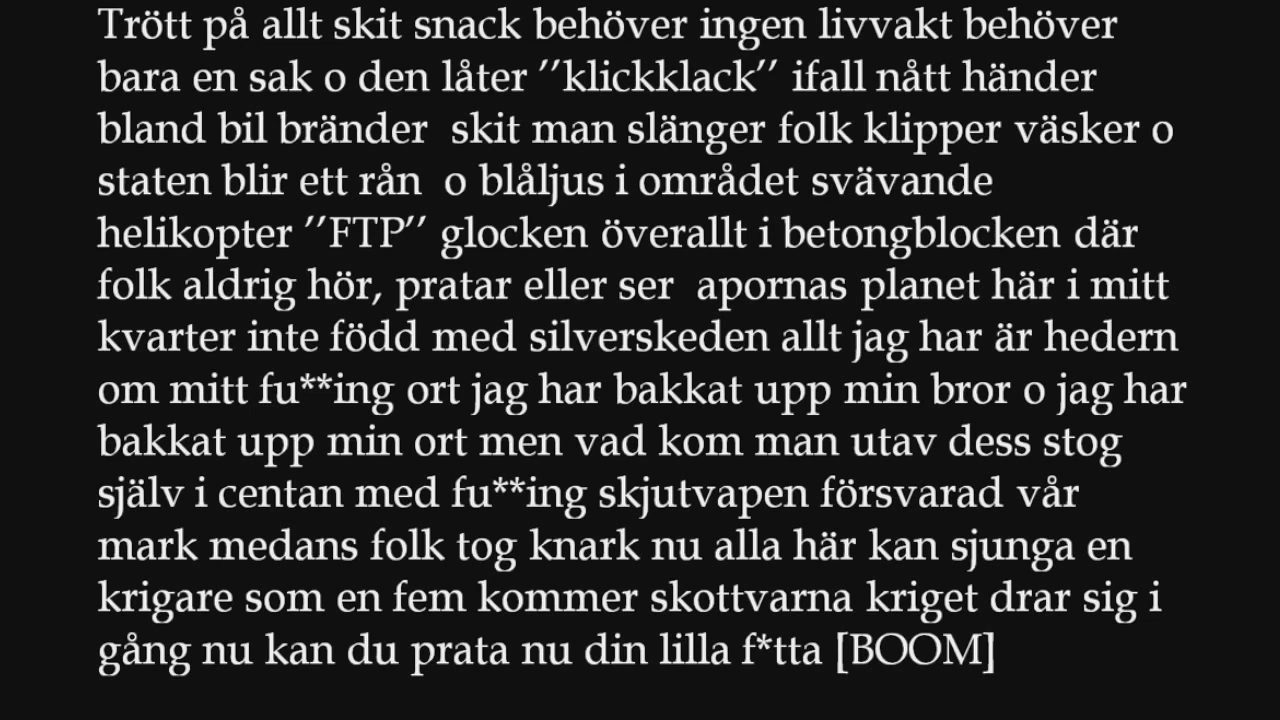 Trött på allt skit snack behöver ingen livvakt behöver
bara en sak o den låter ’’klickklack’’ ifall nått händer
bland bil bränder  skit man slänger folk klipper väsker o
staten blir ett rån  o blåljus i området svävande
helikopter ’’FTP’’ glocken överallt i betongblocken där
folk aldrig hör, pratar eller ser  apornas planet här i mitt
kvarter inte född med silverskeden allt jag har är hedern
om mitt fu**ing ort jag har bakkat upp min bror o jag har
bakkat upp min ort men vad kom man utav dess stog
själv i centan med fu**ing skjutvapen försvarad vår
mark medans folk tog knark nu alla här kan sjunga en
krigare som en fem kommer skottvarna kriget drar sig i
gång nu kan du prata nu din lilla f*tta [BOOM]